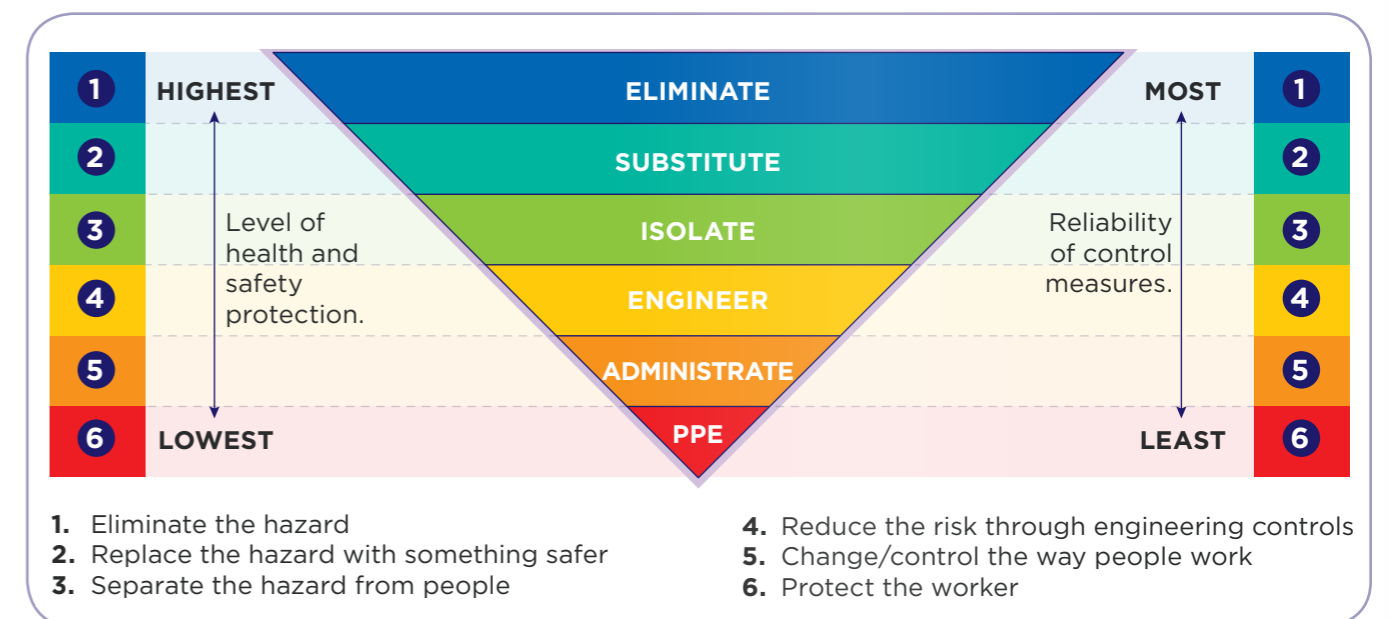 1 HIGHEST ELIMINATE MOST 1
2 SUBSTITUTE 2
3 Level of
health and
safety
protection.
ISOLATE
Reliability
of control
measures.
3
4 ENGINEER 4
5 ADMINISTRATE 5
6 LOWEST PPE LEAST 6
1. Eliminate the hazard
2. Replace the hazard with something safer
3. Separate the hazard from people
4. Reduce the risk through engineering controls
5. Change/control the way people work
6. Protect the worker